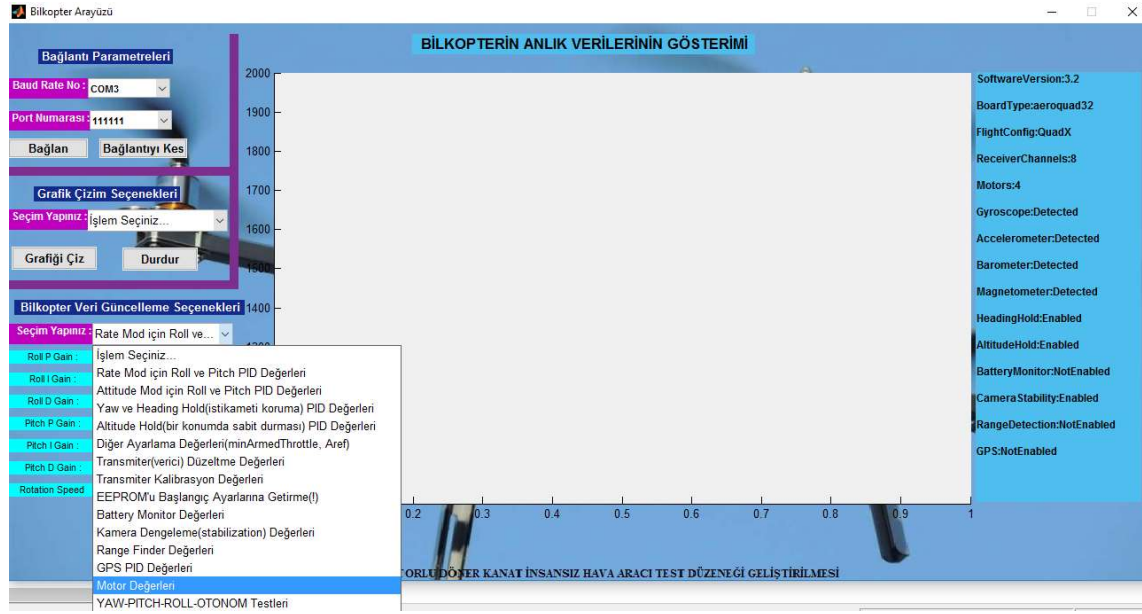 Bilkopter Arayüzü
BİLKOPTERİN ANLIK VERİLERİNİN GÖSTERİMİ
Bağlantı Parametreleri
Baud Rate No : COM3
Port Numarası : 111111
Bağlan Bağlantıyı Kes
Grafik Çizim Seçenekleri
Seçim Yapınız : İşlem Seçiniz...
Grafiği Çiz Durdur
Bilkopter Veri Güncelleme Seçenekleri
Seçim Yapınız : Rate Mod için Roll ve...
Roll P Gain :
Roll I Gain :
Roll D Gain :
Pitch P Gain :
Pitch I Gain :
Pitch D Gain :
Rotation Speed
İşlem Seçiniz...
Rate Mod için Roll ve Pitch PID Değerleri
Attitude Mod için Roll ve Pitch PID Değerleri
Yaw ve Heading Hold(istikameti koruma) PID Değerleri
Altitude Hold(bir konumda sabit durması) PID Değerleri
Diğer Ayarlama Değerleri(minArmedThrottle, Aref)
Transmiter(verici) Düzeltme Değerleri
Transmiter Kalibrasyon Değerleri
EEPROM'u Başlangıç Ayarlarına Getirme(!)
Battery Monitor Değerleri
Kamera Dengeleme(stabilization) Değerleri
Range Finder Değerleri
GPS PID Değerleri
Motor Değerleri
YAW-PITCH-ROLL-OTONOM Testleri
2000
1900
1800
1700
1600
1500
1400
1300
0.2 0.3 0.4 0.5 0.6 0.7 0.8 0.9 1
SoftwareVersion:3.2
BoardType:aeroquad32
FlightConfig:QuadX
ReceiverChannels:8
Motors:4
Gyroscope:Detected
Accelerometer:Detected
Barometer:Detected
Magnetometer:Detected
HeadingHold:Enabled
AltitudeHold:Enabled
BatteryMonitor:NotEnabled
CameraStability:Enabled
RangeDetection:NotEnabled
GPS:NotEnabled
ORLU DÖNER KANAT İNSANSIZ HAVA ARACI TEST DÜZENEĞİ GELİŞTİRİLMESİ